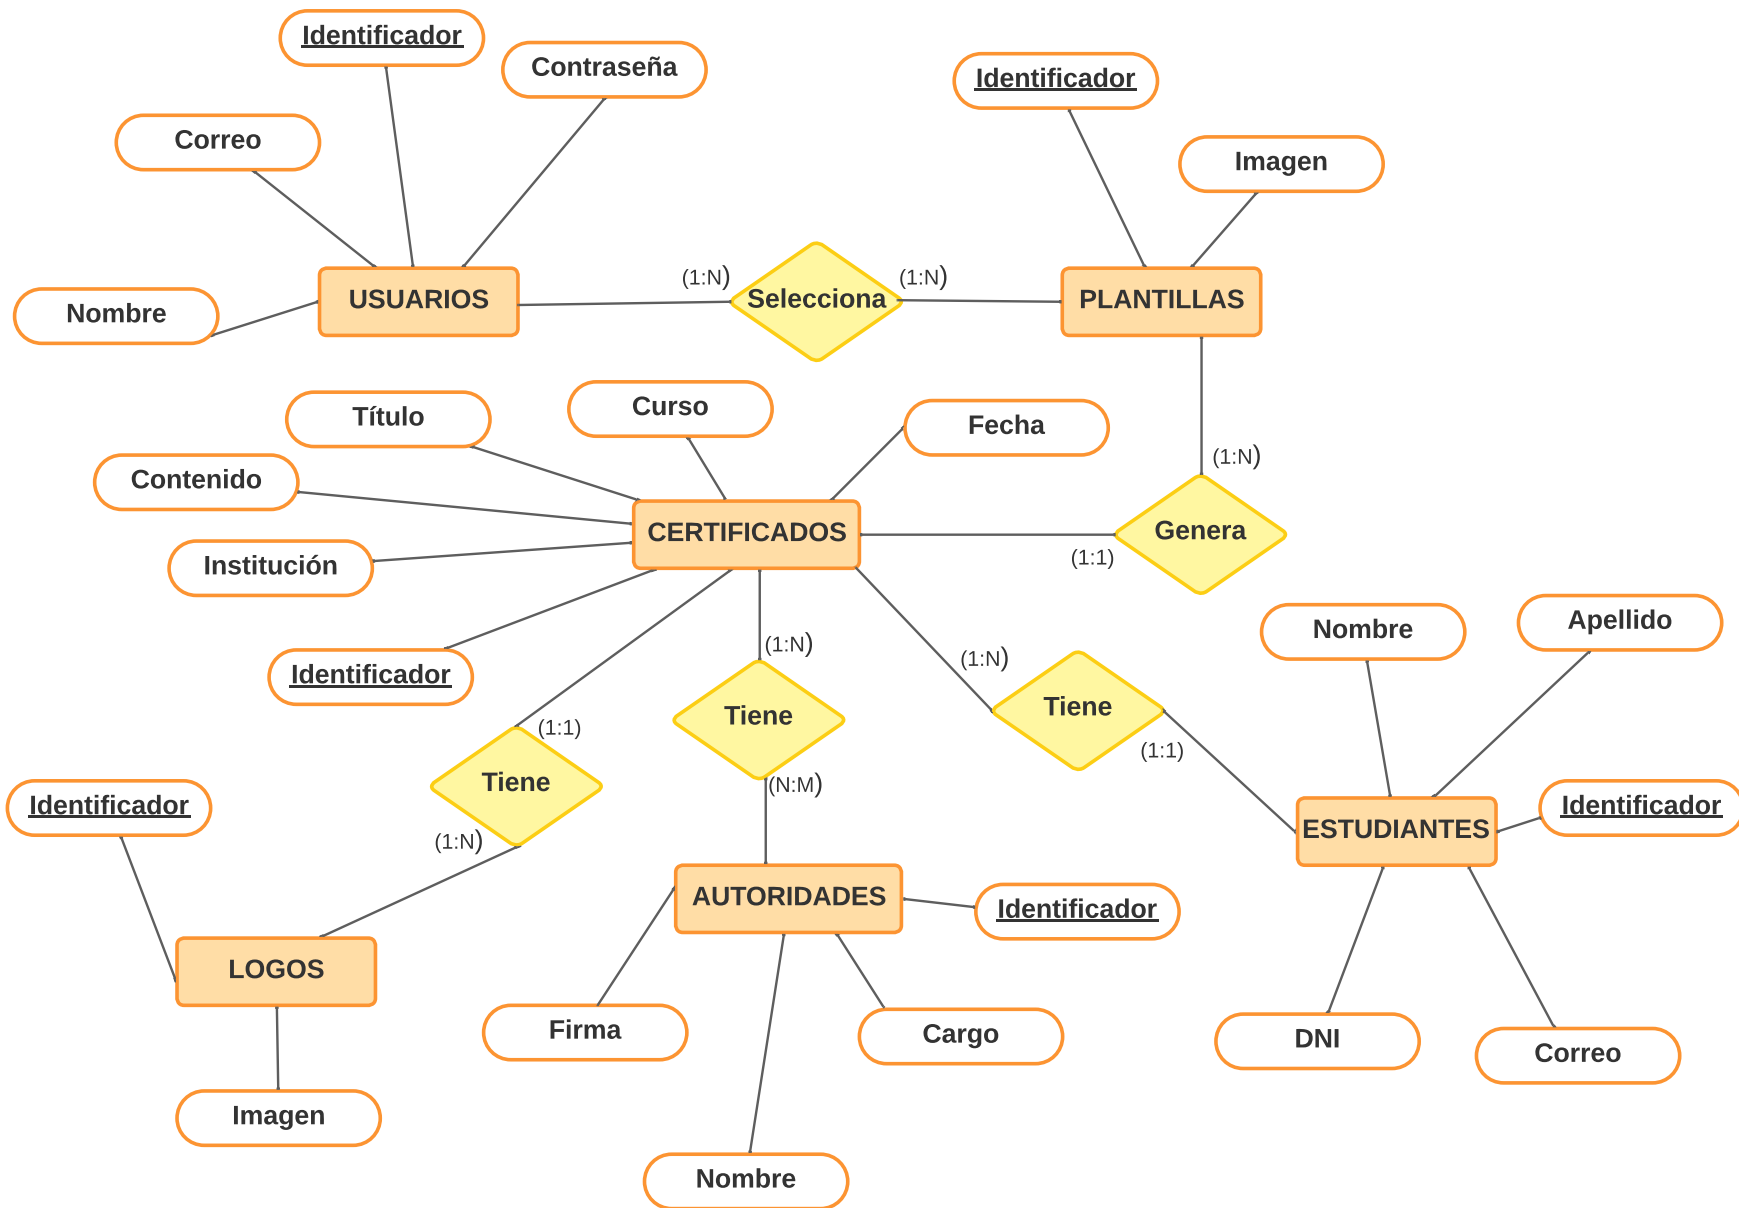 Identificador
Contraseña
Correo
Nombre
USUARIOS
(1:N)
Selecciona
(1:N)
Identificador
Imagen
PLANTILLAS
Título
Curso
Fecha
Contenido
Institución
Identificador
CERTIFICADOS
(1:N)
Genera
(1:1)
(1:1)
Tiene
(1:N)
(1:N)
Tiene
(N:M)
(1:N)
Tiene
(1:1)
Nombre
Apellido
Identificador
ESTUDIANTES
DNI
Correo
Identificador
LOGOS
Imagen
AUTORIDADES
Identificador
Firma
Cargo
Nombre